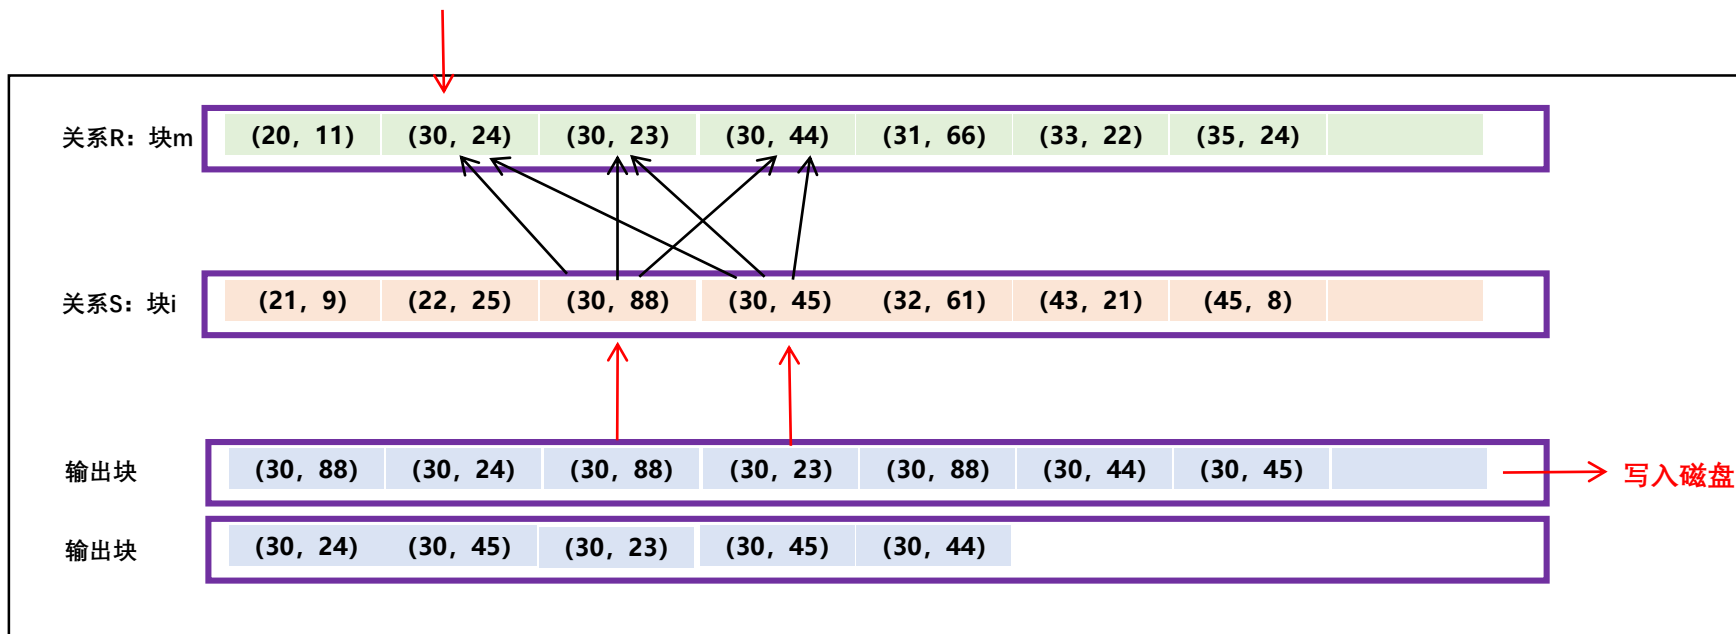 关系R：块m (20，11) (30，24) (30，23) (30，44) (31，66) (33，22) (35，24)
关系S：块i (21，9) (22，25) (30，88) (30，45) (32，61) (43，21) (45，8)
输出块 (30，88) (30，24) (30，88) (30，23) (30，88) (30，44) (30，45) 写入磁盘
输出块 (30，24) (30，45) (30，23) (30，45) (30，44)